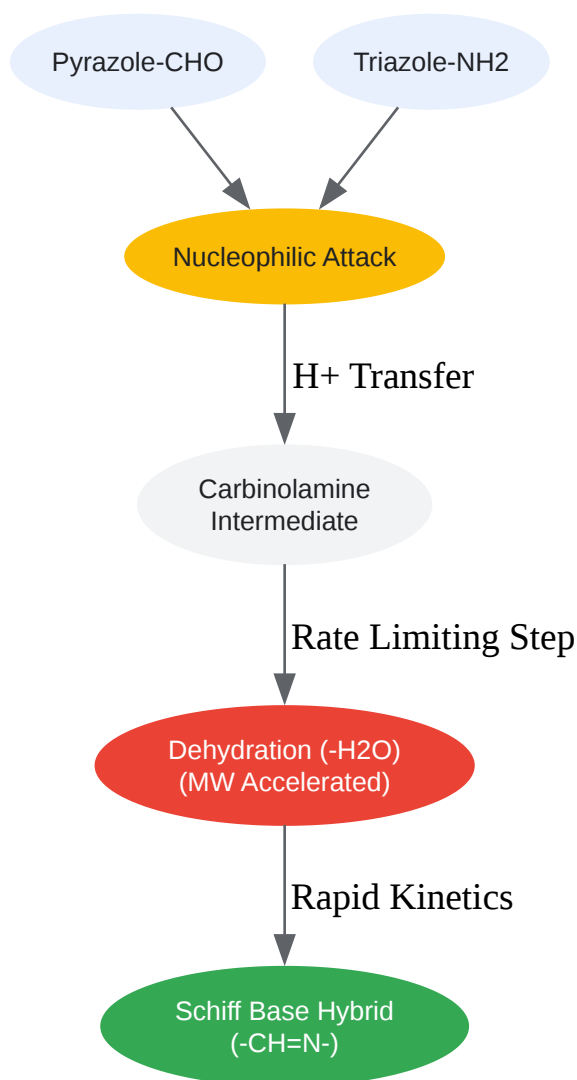 Pyrazole-CHO
Triazole-NH2
Nucleophilic Attack
H+ Transfer
Carbinolamine
Intermediate
Rate Limiting Step
Dehydration (-H2O)
(MW Accelerated)
Rapid Kinetics
Schiff Base Hybrid
(-CH=N-)